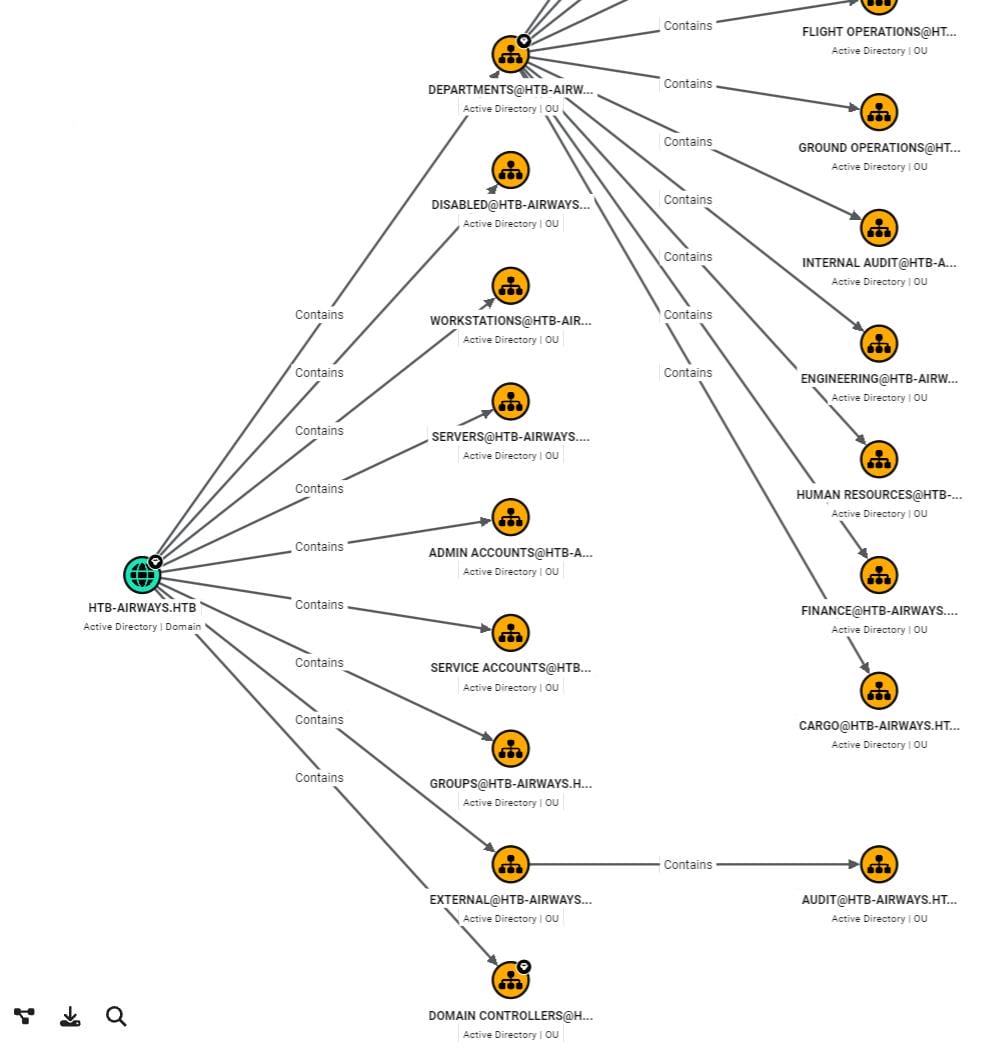 Contains
FLIGHT OPERATIONS@HT...
Active Directory | OU
DEPARTMENTS@HTB-AIRW...
Active Directory | OU
Contains
GROUND OPERATIONS@HT...
Active Directory | OU
Contains
DISABLED@HTB-AIRWAYS...
Active Directory | OU
Contains
INTERNAL AUDIT@HTB-A...
Active Directory | OU
Contains
WORKSTATIONS@HTB-AIR...
Active Directory | OU
Contains
Contains
ENGINEERING@HTB-AIRW...
Active Directory | OU
Contains
Contains
SERVERS@HTB-AIRWAYS....
Active Directory | OU
Contains
HUMAN RESOURCES@HTB-...
Active Directory | OU
Contains
Contains
ADMIN ACCOUNTS@HTB-A...
Active Directory | OU
HTB-AIRWAYS.HTB
Active Directory | Domain
Contains
FINANCE@HTB-AIRWAYS....
Active Directory | OU
Contains
SERVICE ACCOUNTS@HTB...
Active Directory | OU
Contains
CARGO@HTB-AIRWAYS.HT...
Active Directory | OU
Contains
GROUPS@HTB-AIRWAYS.H...
Active Directory | OU
Contains
EXTERNAL@HTB-AIRWAYS...
Active Directory | OU
AUDIT@HTB-AIRWAYS.HT...
Active Directory | OU
DOMAIN CONTROLLERS@H...
Active Directory | OU